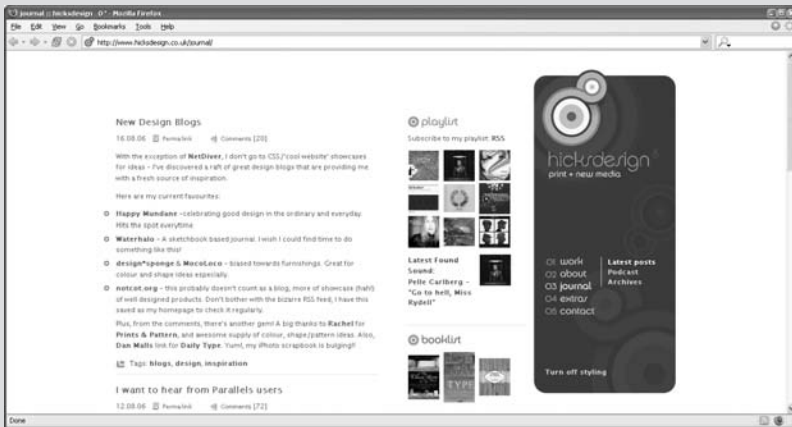 journal :: hicksdesign - 0° - Mozilla Firefox
File Edit View Go Bookmarks Tools Help
http://www.hicksdesign.co.uk/journal/
New Design Blogs
16.08.06 Permalink Comments [20]
With the exception of NetDiver, I don't go to CSS/'cool website' showcases
for ideas - I've discovered a raft of great design blogs that are providing me
with a fresh source of inspiration.
Here are my current favourites:
Happy Mundane -celebrating good design in the ordinary and everyday.
Hits the spot everytime
Waterhalo - A sketchbook based journal. I wish I could find time to do
something like this!
design*sponge & MocoLoco - biased towards furnishings. Great for
colour and shape ideas especially.
notcot.org - this probably doesn't count as a blog, more of showcase (hah!)
of well designed products. Don't bother with the bizarre RSS feed, I have this
saved as my homepage to check it regularly.
Plus, from the comments, there's another gem! A big thanks to Rachel for
Prints & Pattern, and awesome supply of colour, shape/pattern ideas. Also,
Dan Malls link for Daily Type. Yum!, my iPhoto scrapbook is bulging!!
Tags: blogs, design, inspiration
I want to hear from Parallels users
12.08.06 Permalink Comments [72]
playlist
Subscribe to my playlist: RSS
Latest Found
Sound:
Pelle Carlberg -
"Go to hell, Miss
Rydell"
booklist
TYPE
hicksdesign
print + new media
01 work
02 about
03 journal
04 extras
05 contact
Latest posts
Podcast
Archives
Turn off styling
Done